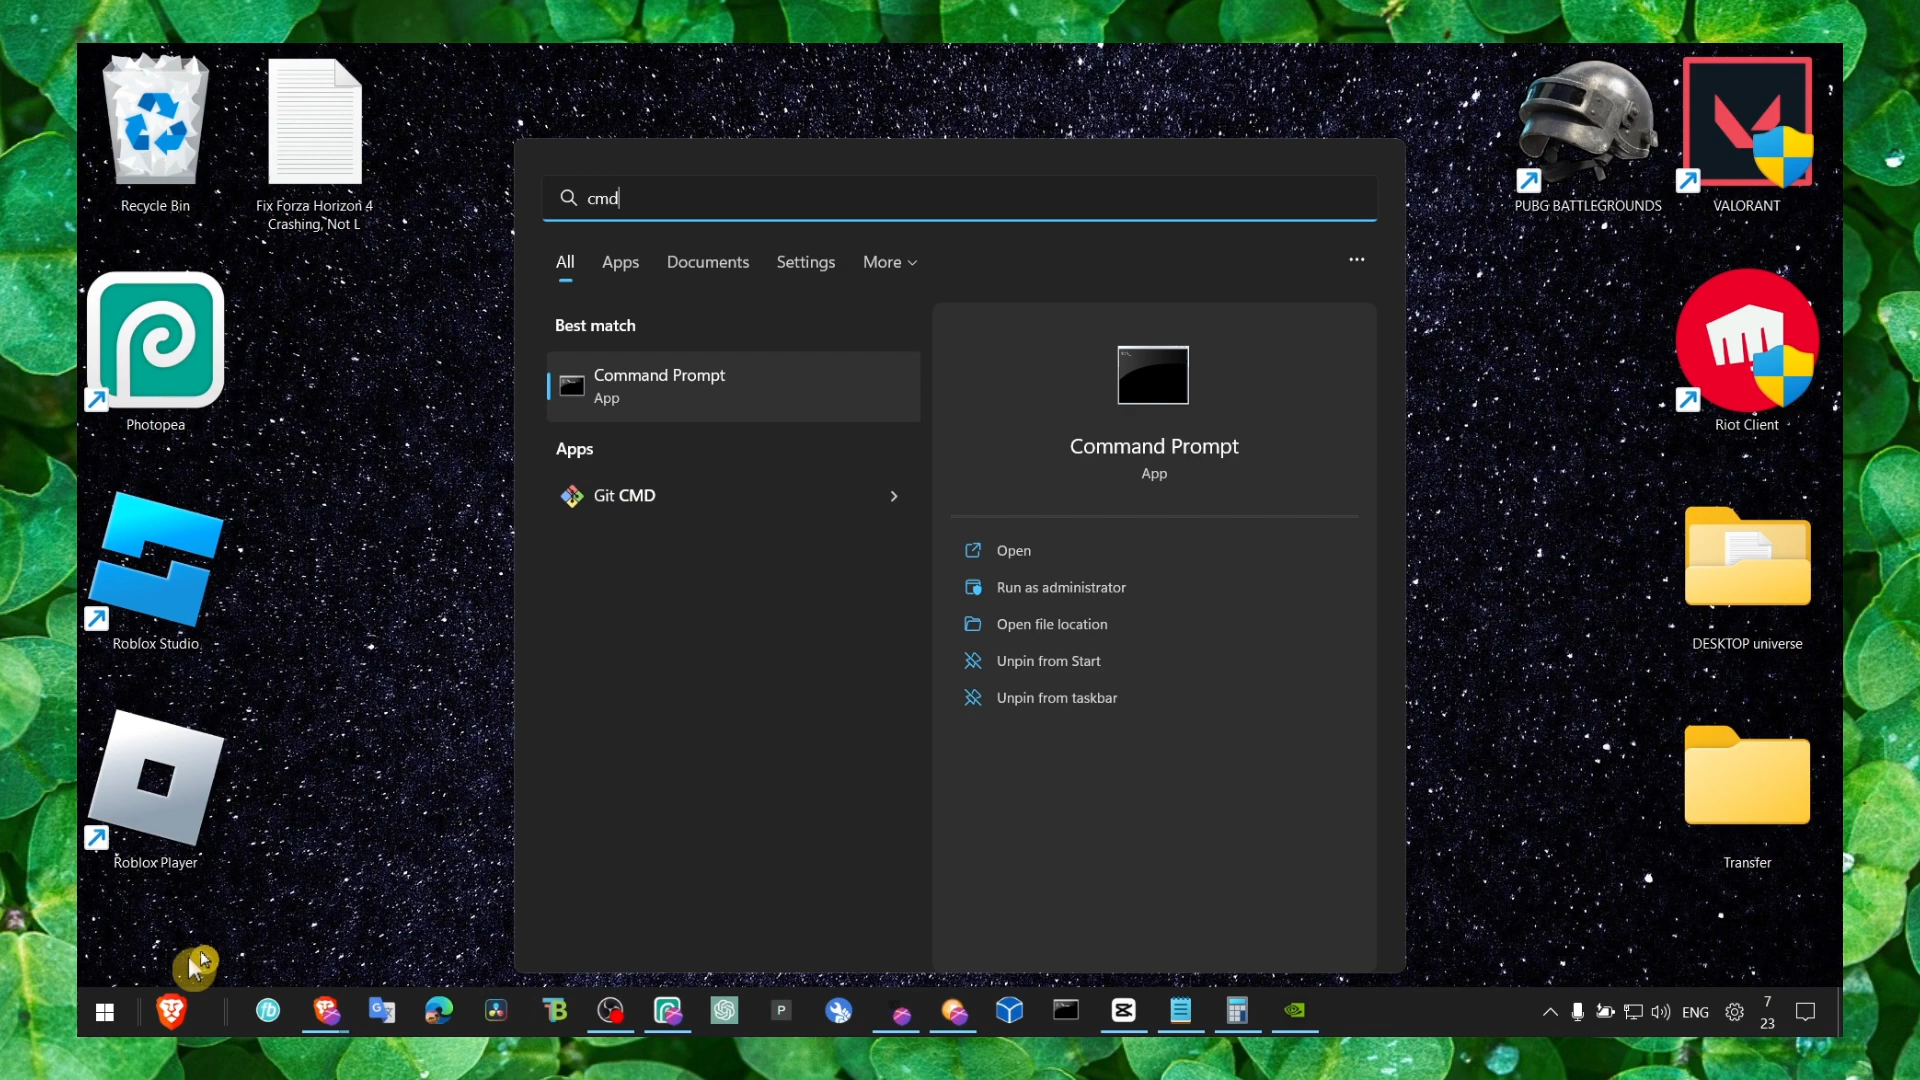 cmd
All
Apps
Documents
Settings
More
Best match
Command Prompt
App
Apps
Git CMD
Command Prompt
App
Open
Run as administrator
Open file location
Unpin from Start
Unpin from taskbar
Recycle Bin
Fix Forza Horizon 4
Crashing, Not L
Photopea
Roblox Studio
Roblox Player
PUBG BATTLEGROUNDS
VALORANT
Riot Client
DESKTOP universe
Transfer
fb
G
TB
P
ENG
7
23